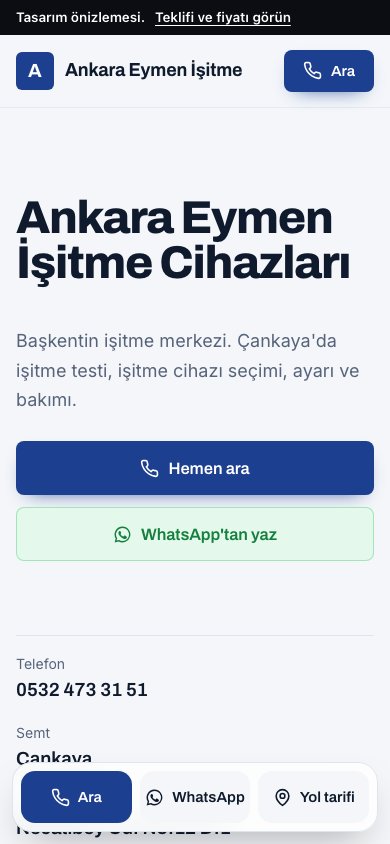 Tasarım önizlemesi. Teklifi ve fiyatı görün
A Ankara Eymen İşitme Ara
Ankara Eymen
İşitme Cihazları
Başkentin işitme merkezi. Çankaya'da
işitme testi, işitme cihazı seçimi, ayarı ve
bakımı.
Hemen ara
WhatsApp'tan yaz
Telefon
0532 473 31 51
Semt
Çankaya
Ara WhatsApp Yol tarifi